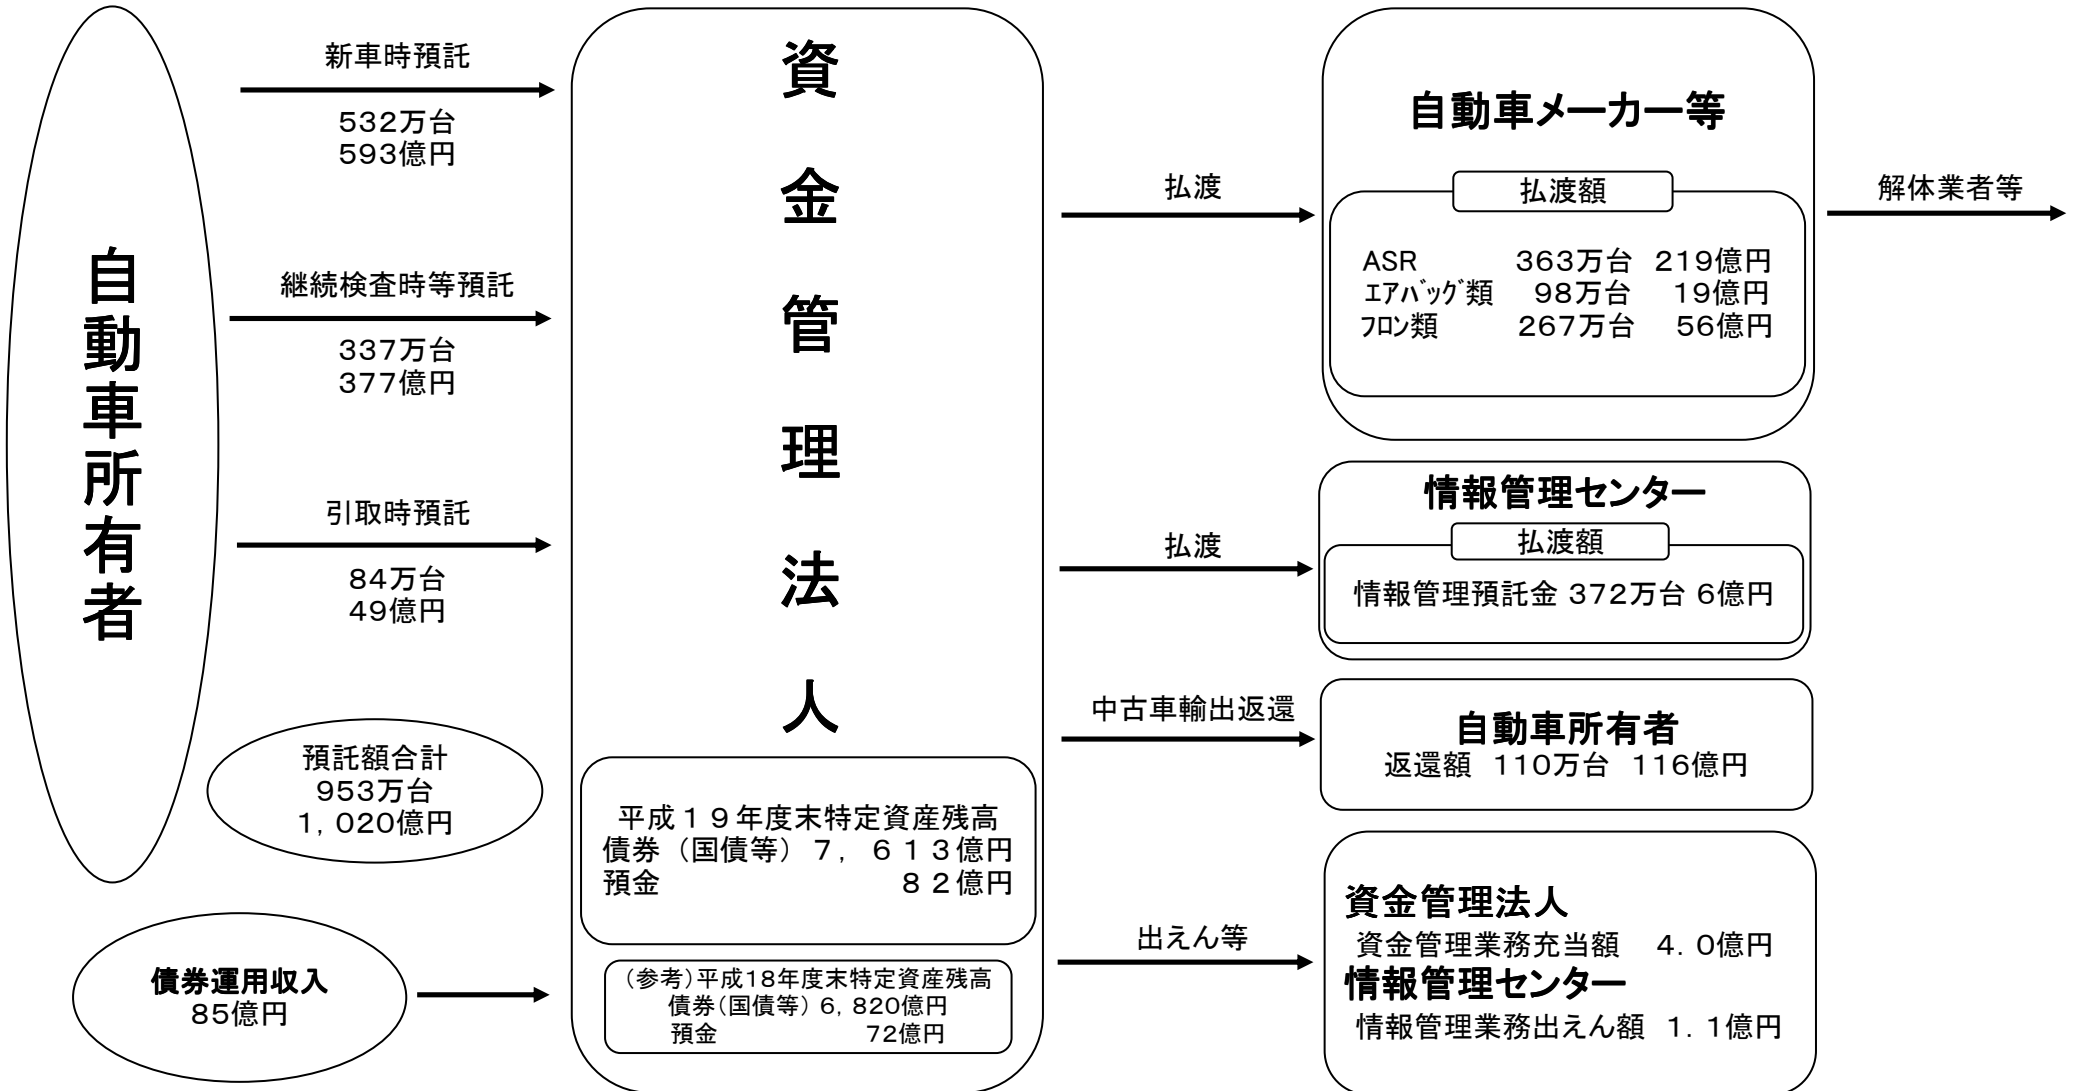 自動車所有者
新車時預託
532万台
593億円
継続検査時等預託
337万台
377億円
引取時預託
84万台
49億円
預託額合計
953万台
1,020億円
債券運用収入
85億円
資金管理法人
平成19年度末特定資産残高
債券(国債等)7,613億円
預金 82億円
(参考)平成18年度末特定資産残高
債券(国債等)6,820億円
預金 72億円
払渡
自動車メーカー等
払渡額
ASR 363万台 219億円
エアバッグ類 98万台 19億円
フロン類 267万台 56億円
解体業者等
払渡
情報管理センター
払渡額
情報管理預託金 372万台 6億円
中古車輸出返還
自動車所有者
返還額 110万台 116億円
出えん等
資金管理法人
資金管理業務充当額 4.0億円
情報管理センター
情報管理業務出えん額 1.1億円